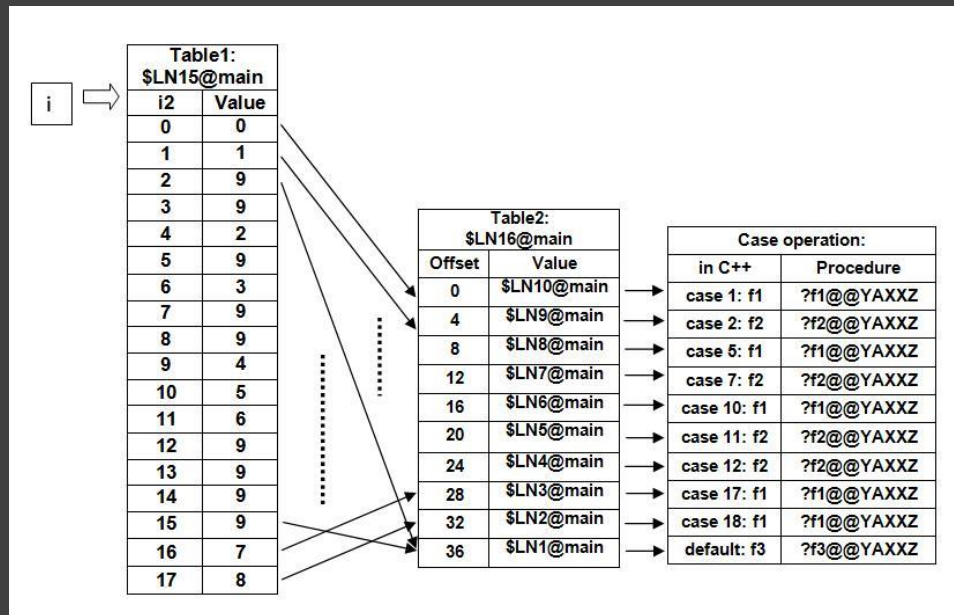 i
Table1:
$LN15@main
i2 Value
0 0
1 1
2 9
3 9
4 2
5 9
6 3
7 9
8 9
9 4
10 5
11 6
12 9
13 9
14 9
15 9
16 7
17 8
Table2:
$LN16@main
Offset Value
0 $LN10@main
4 $LN9@main
8 $LN8@main
12 $LN7@main
16 $LN6@main
20 $LN5@main
24 $LN4@main
28 $LN3@main
32 $LN2@main
36 $LN1@main
Case operation:
in C++ Procedure
case 1: f1 ?f1@@YAXXZ
case 2: f2 ?f2@@YAXXZ
case 5: f1 ?f1@@YAXXZ
case 7: f2 ?f2@@YAXXZ
case 10: f1 ?f1@@YAXXZ
case 11: f2 ?f2@@YAXXZ
case 12: f2 ?f2@@YAXXZ
case 17: f1 ?f1@@YAXXZ
case 18: f1 ?f1@@YAXXZ
default: f3 ?f3@@YAXXZ